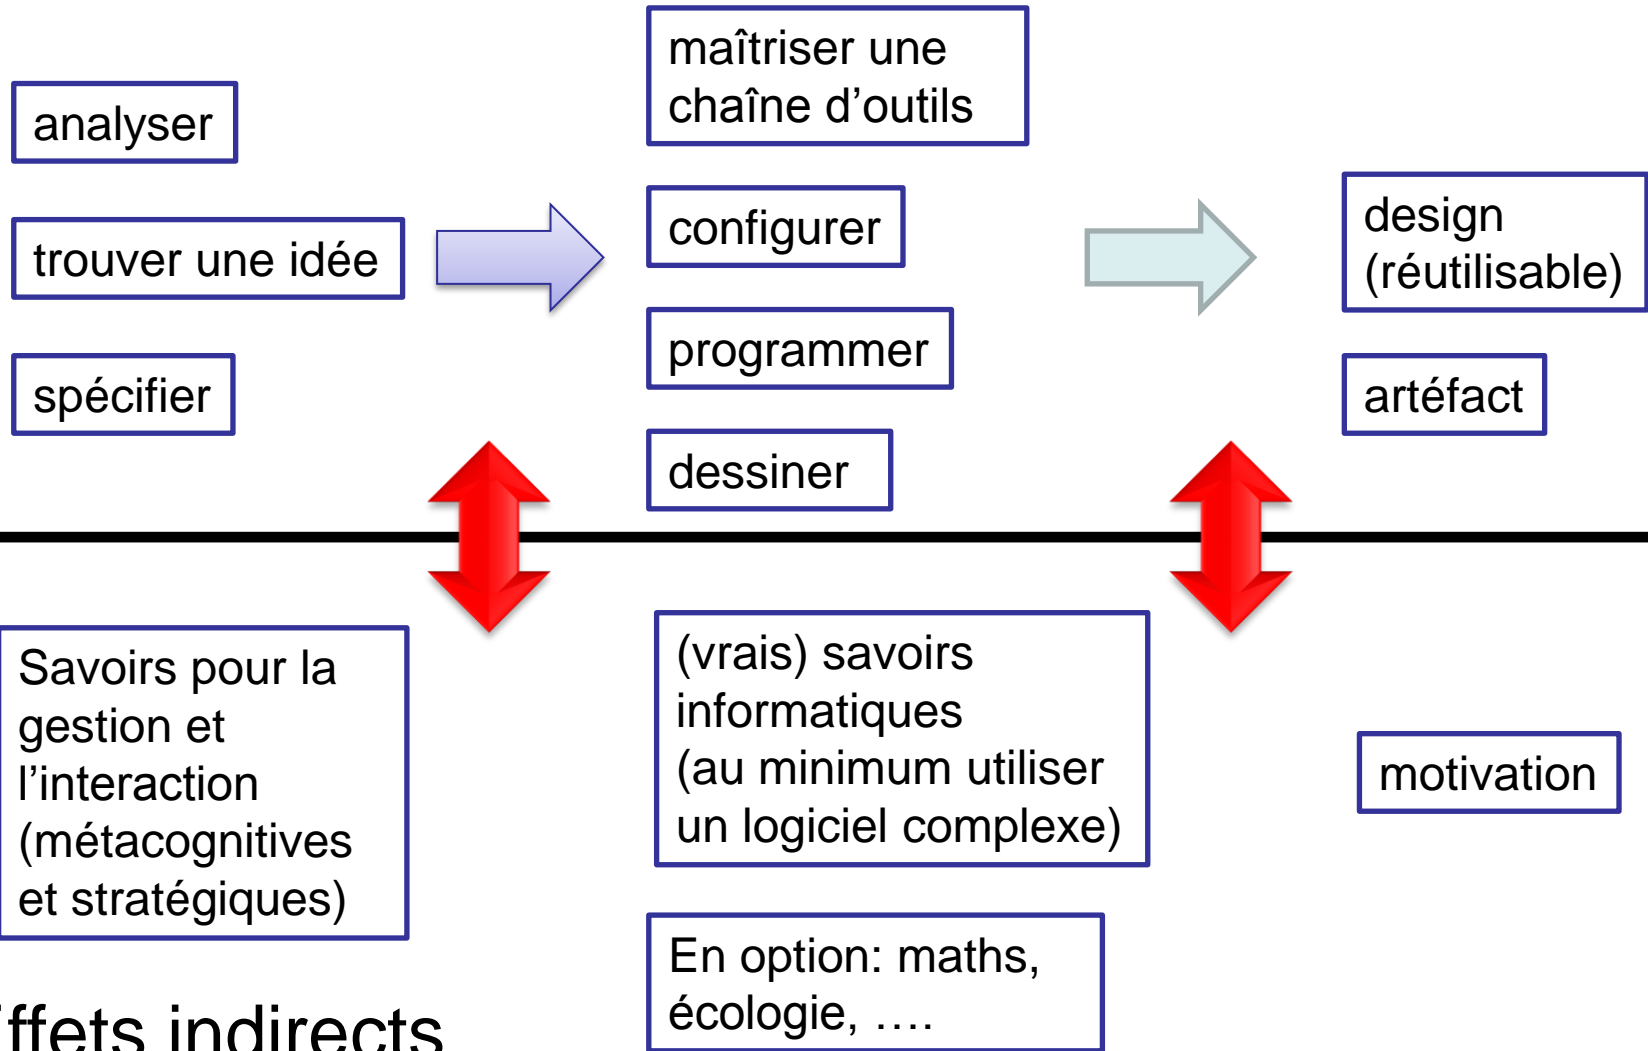 analyser
trouver une idée
spécifier
maîtriser une
chaîne d’outils
configurer
programmer
dessiner
design
(réutilisable)
artéfact
Savoirs pour la
gestion et
l’interaction
(métacognitives
et stratégiques)
(vrais) savoirs
informatiques
(au minimum utiliser
un logiciel complexe)
En option: maths,
écologie, ….
motivation
ffets indirects